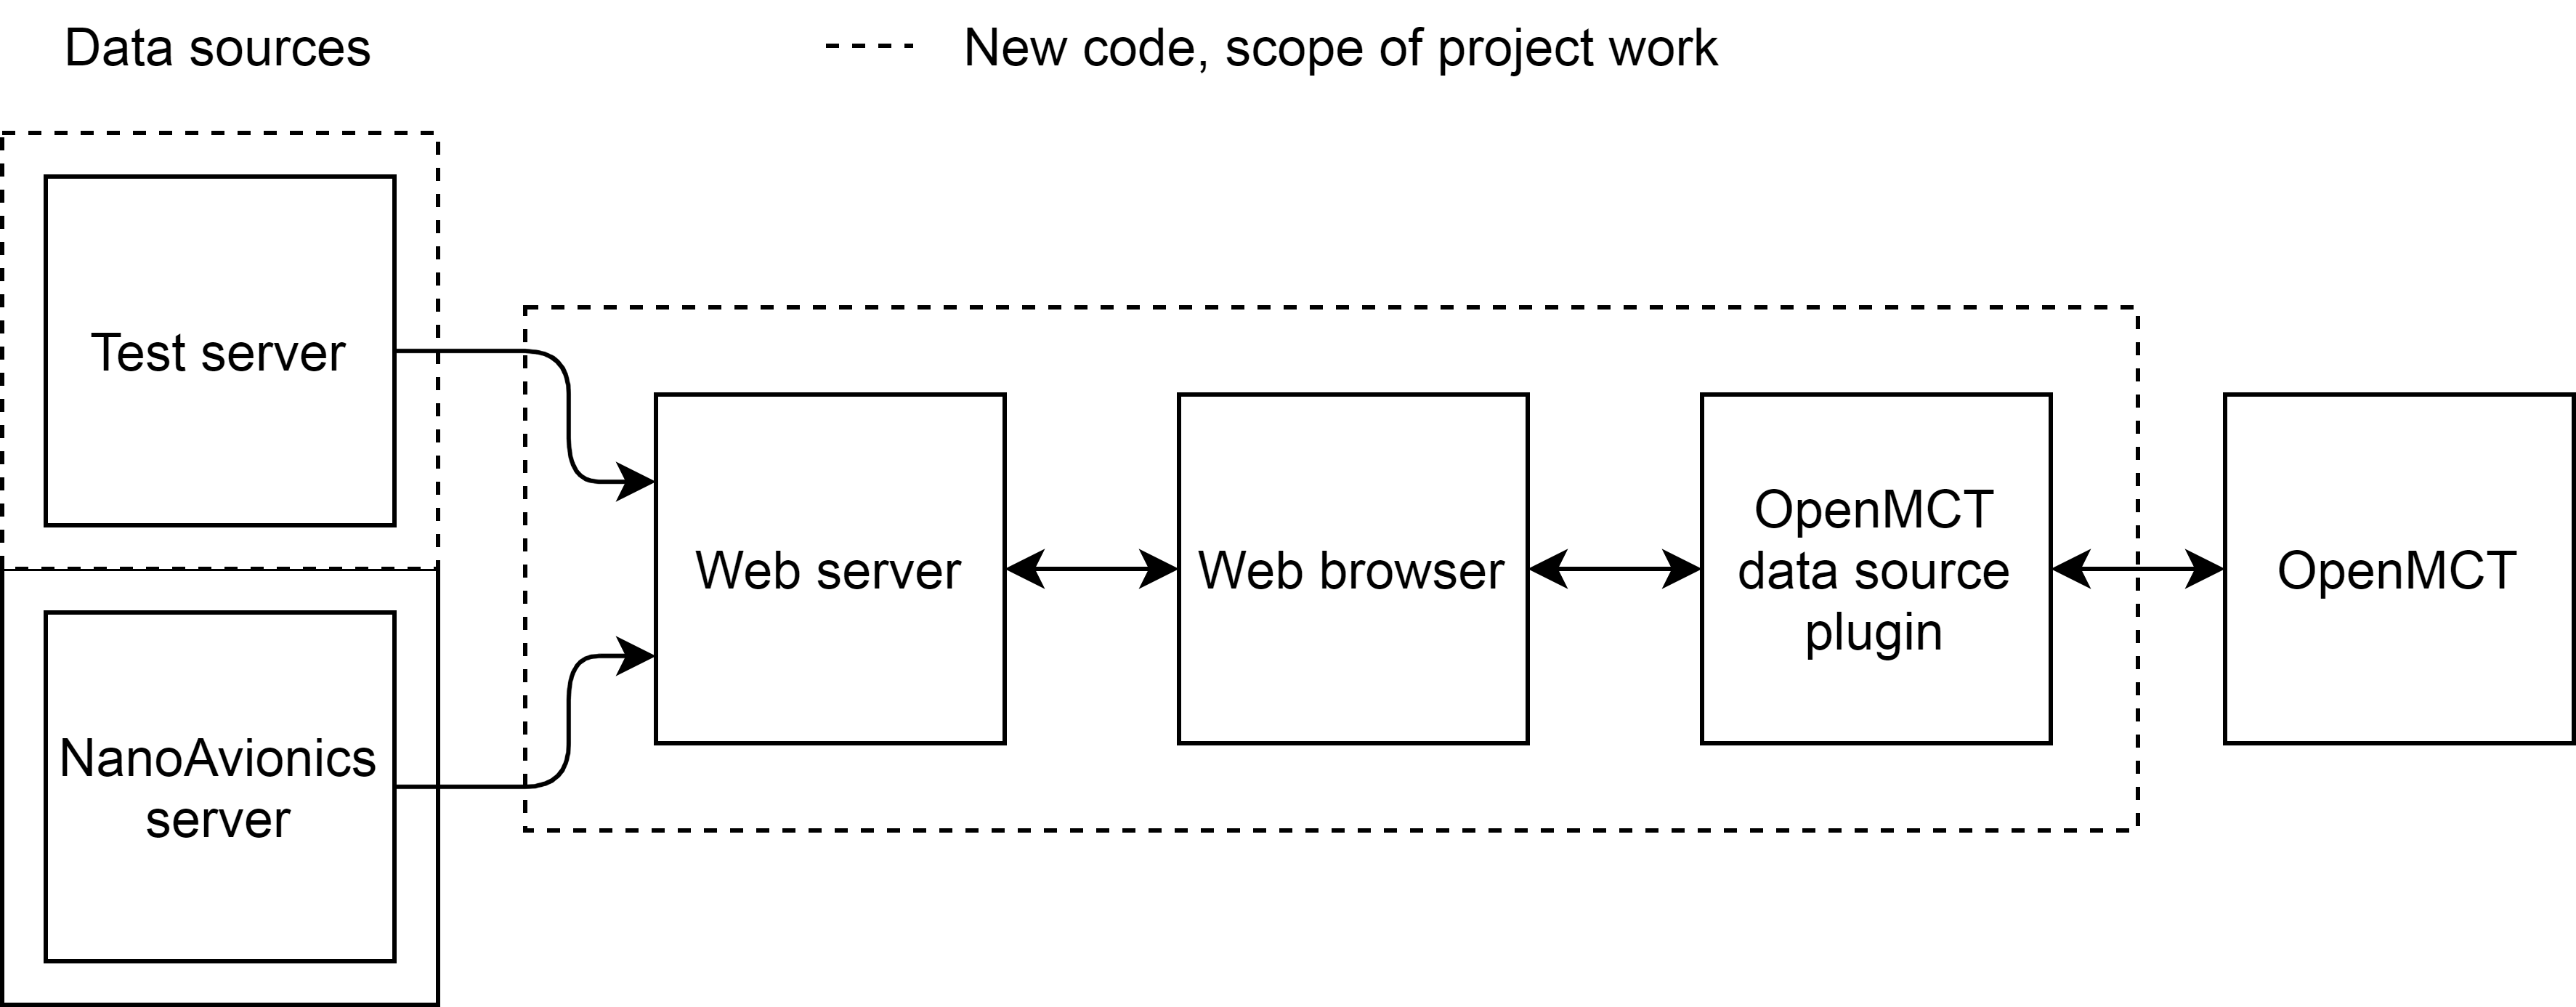 Data sources
New code, scope of project work
Test server
NanoAvionics
server
Web server
Web browser
OpenMCT
data source
plugin
OpenMCT